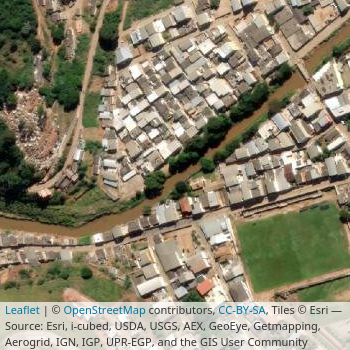 Leaflet | © OpenStreetMap contributors, CC-BY-SA, Tiles © Esri —
Source: Esri, i-cubed, USDA, USGS, AEX, GeoEye, Getmapping,
Aerogrid, IGN, IGP, UPR-EGP, and the GIS User Community